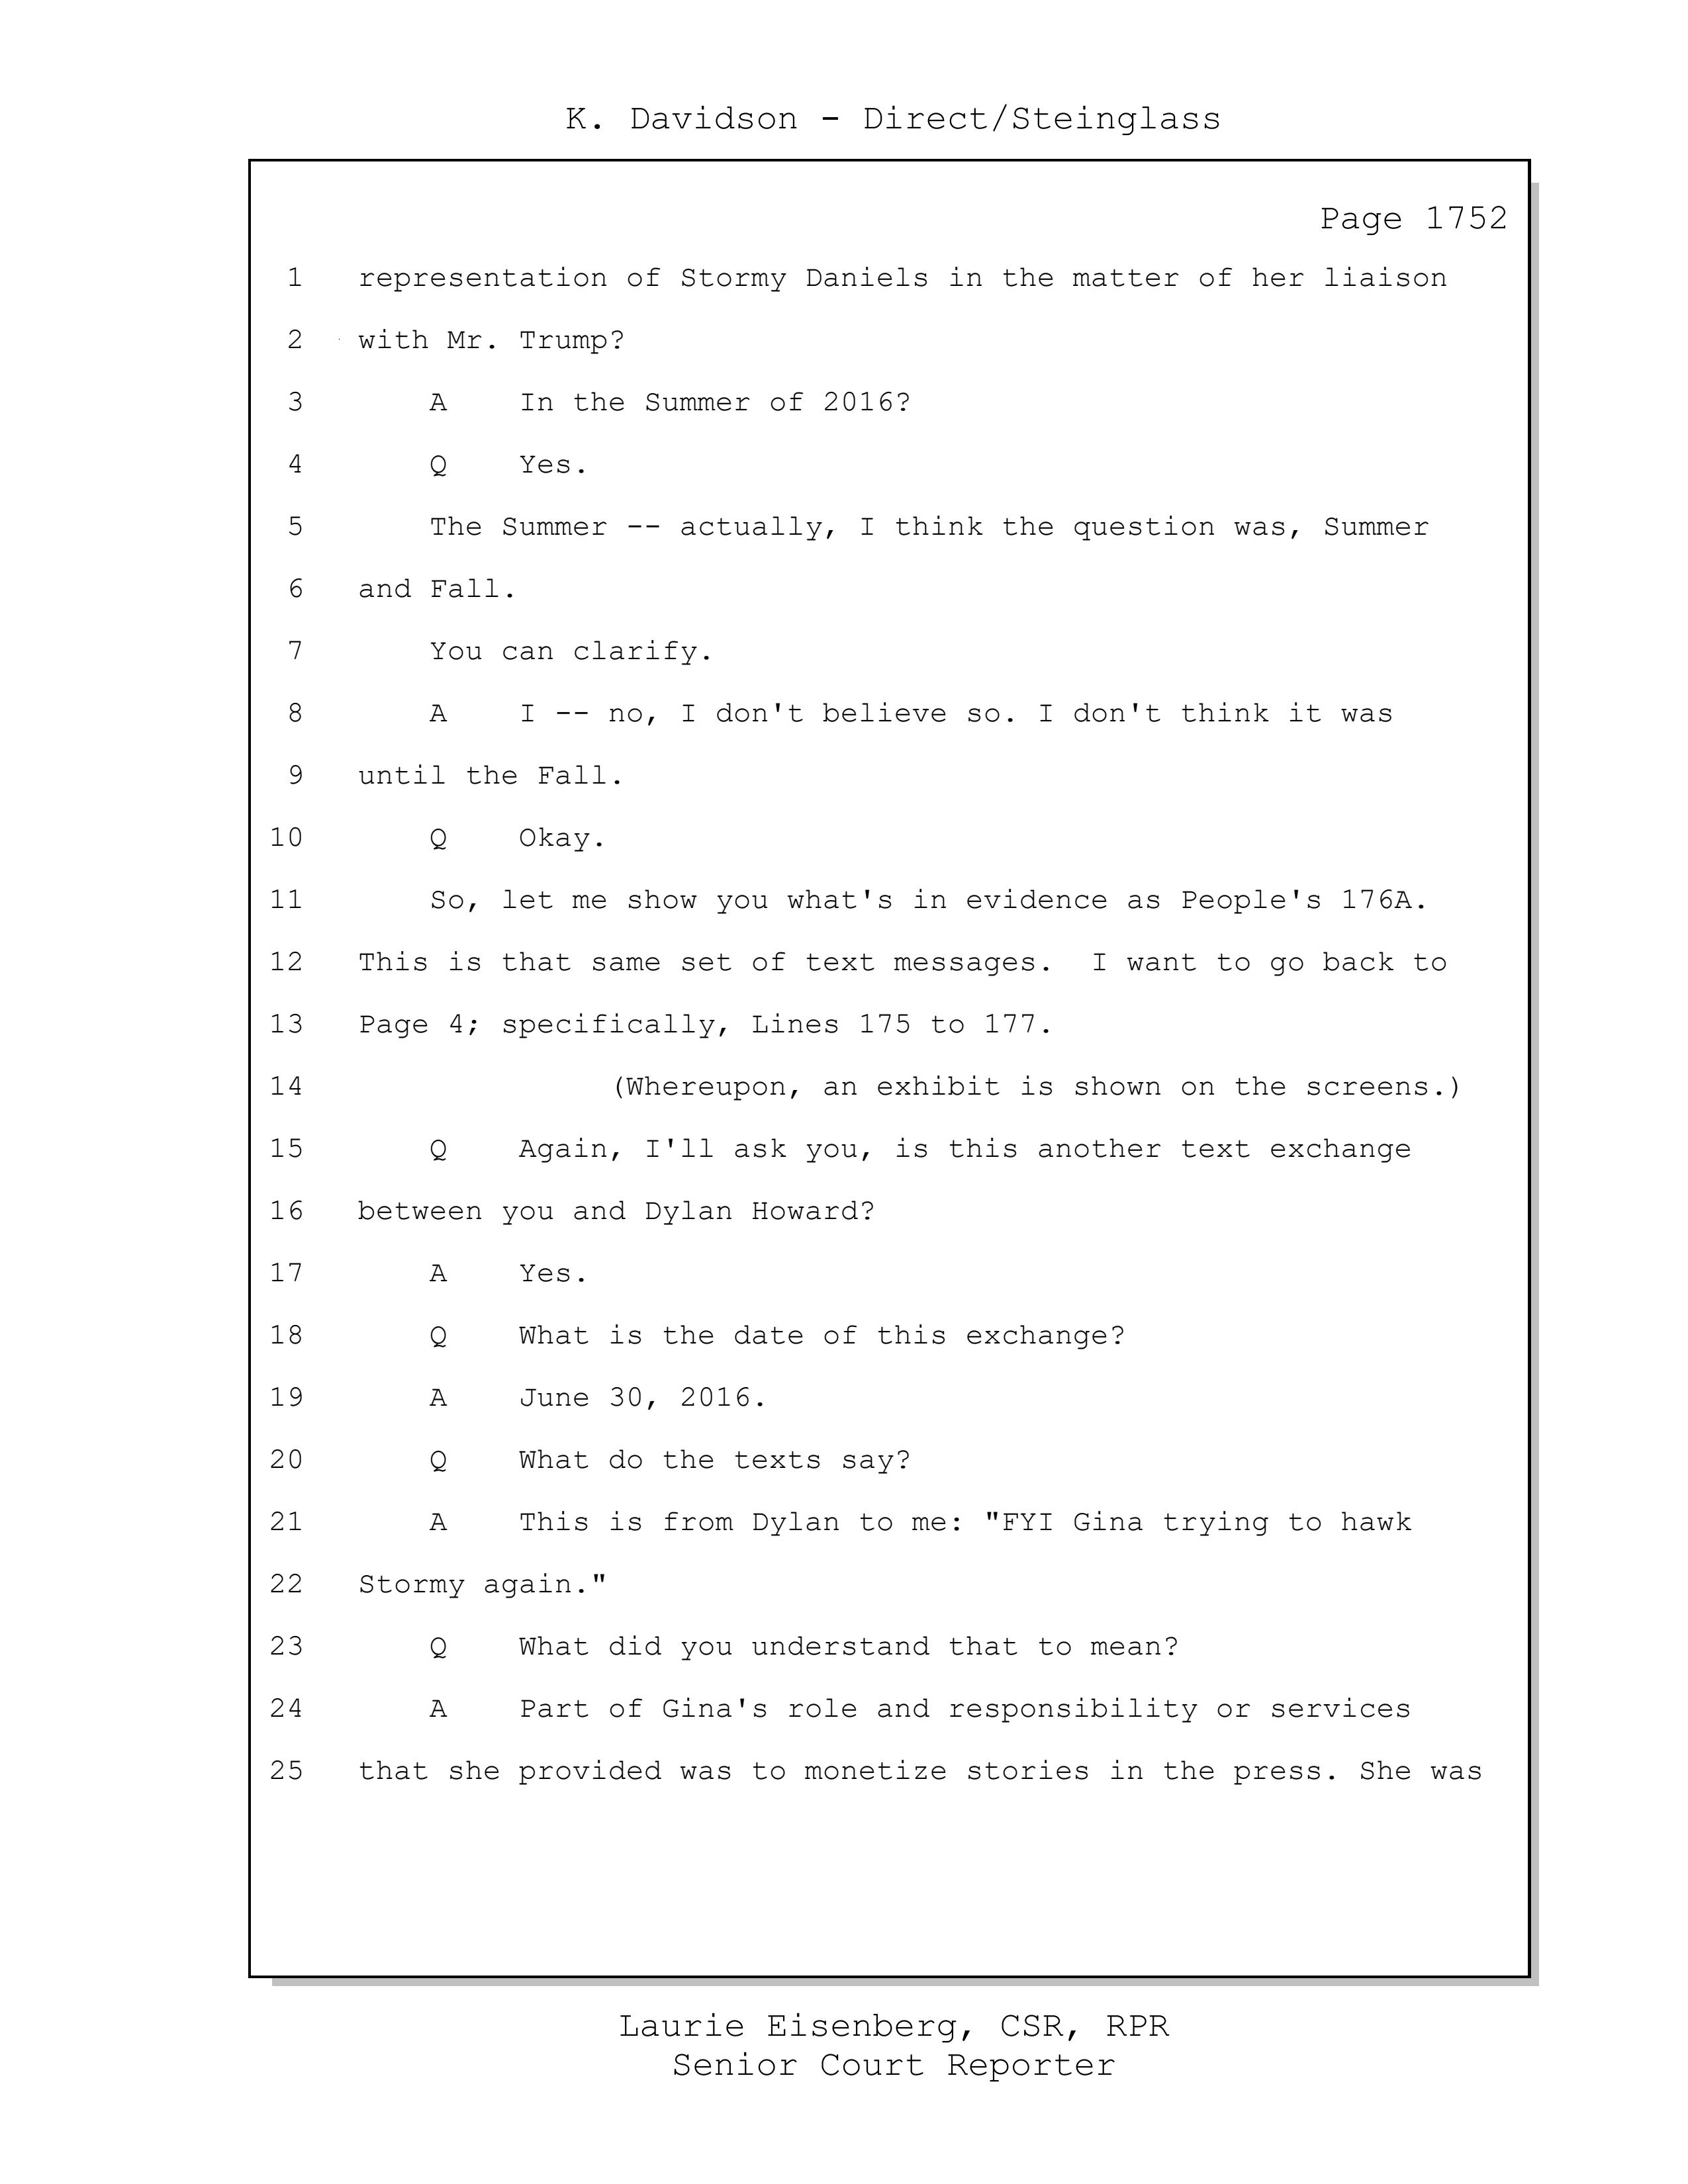 K. Davidson - Direct/Steinglass
Page 1752
1 representation of Stormy Daniels in the matter of her liaison
2 with Mr. Trump?
3 A In the Summer of 2016?
4 Q Yes.
5 The Summer -- actually, I think the question was, Summer
6 and Fall.
7 You can clarify.
8 A I -- no, I don't believe so. I don't think it was
9 until the Fall.
10 Q Okay.
11 So, let me show you what's in evidence as People's 176A.
12 This is that same set of text messages.  I want to go back to
13 Page 4; specifically, Lines 175 to 177.
14 (Whereupon, an exhibit is shown on the screens.)
15 Q Again, I'll ask you, is this another text exchange
16 between you and Dylan Howard?
17 A Yes.
18 Q What is the date of this exchange?
19 A June 30, 2016.
20 Q What do the texts say?
21 A This is from Dylan to me: "FYI Gina trying to hawk
22 Stormy again."
23 Q What did you understand that to mean?
24 A Part of Gina's role and responsibility or services
25 that she provided was to monetize stories in the press. She was
Laurie Eisenberg, CSR, RPR
Senior Court Reporter